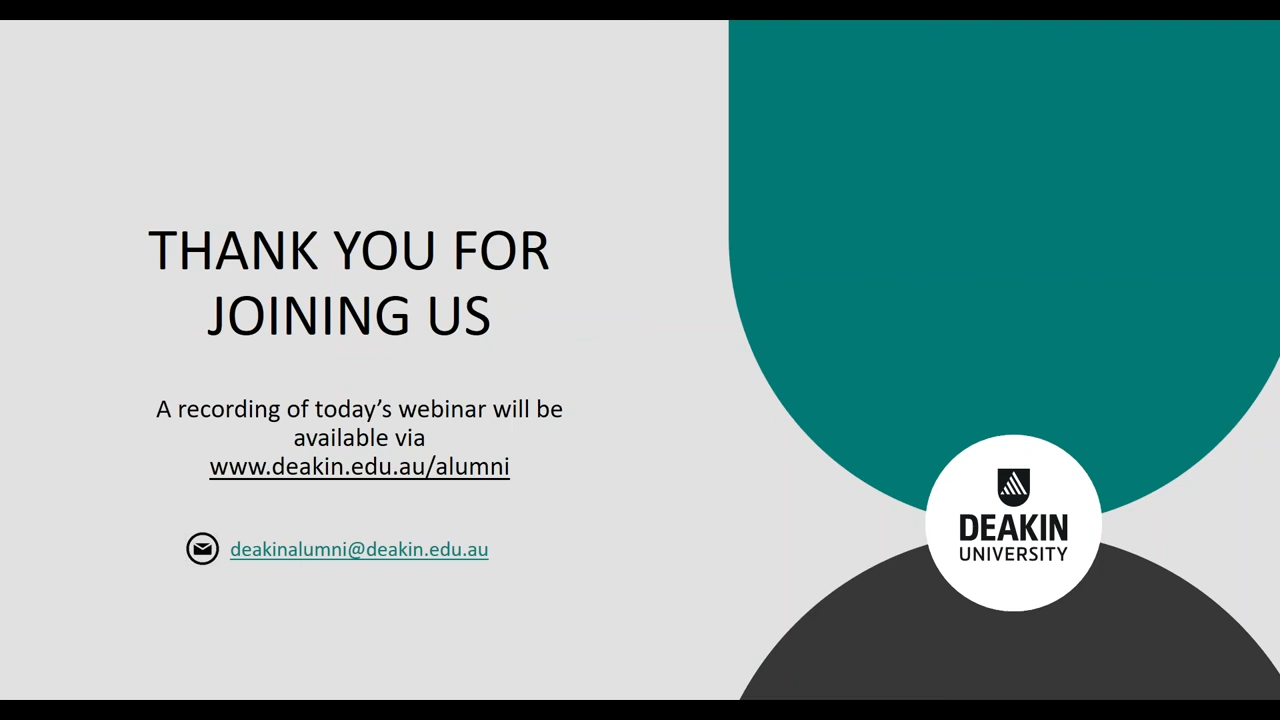 THANK YOU FOR
JOINING US
A recording of today’s webinar will be
available via
www.deakin.edu.au/alumni
deakinalumni@deakin.edu.au
DEAKIN
UNIVERSITY